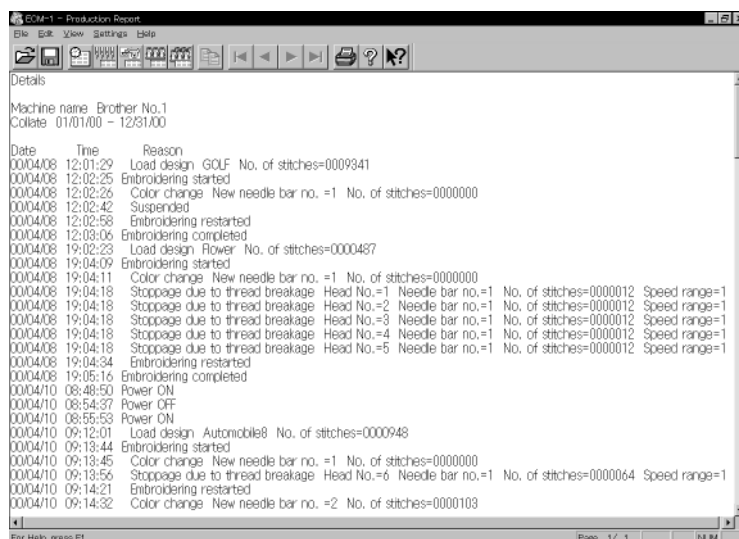 ECM-1 - Production Report
File Edit View Settings Help
Details
Machine name Brother No.1
Collate 01/01/00 - 12/31/00
Date Time Reason
00/04/08 12:01:29 Load design GOLF No. of stitches=0009341
00/04/08 12:02:25 Embroidering started
00/04/08 12:02:26 Color change New needle bar no. =1 No. of stitches=0000000
00/04/08 12:02:42 Suspended
00/04/08 12:02:58 Embroidering restarted
00/04/08 12:03:06 Embroidering completed
00/04/08 19:02:23 Load design Flower No. of stitches=0000487
00/04/08 19:04:09 Embroidering started
00/04/08 19:04:11 Color change New needle bar no. =1 No. of stitches=0000000
00/04/08 19:04:18 Stoppage due to thread breakage Head No.=1 Needle bar no.=1 No. of stitches=0000012 Speed range=1
00/04/08 19:04:18 Stoppage due to thread breakage Head No.=2 Needle bar no.=1 No. of stitches=0000012 Speed range=1
00/04/08 19:04:18 Stoppage due to thread breakage Head No.=3 Needle bar no.=1 No. of stitches=0000012 Speed range=1
00/04/08 19:04:18 Stoppage due to thread breakage Head No.=4 Needle bar no.=1 No. of stitches=0000012 Speed range=1
00/04/08 19:04:18 Stoppage due to thread breakage Head No.=5 Needle bar no.=1 No. of stitches=0000012 Speed range=1
00/04/08 19:04:34 Embroidering restarted
00/04/08 19:05:16 Embroidering completed
00/04/10 08:48:50 Power ON
00/04/10 08:54:37 Power OFF
00/04/10 08:55:53 Power ON
00/04/10 09:12:01 Load design Automobile8 No. of stitches=0000948
00/04/10 09:13:44 Embroidering started
00/04/10 09:13:45 Color change New needle bar no. =1 No. of stitches=0000000
00/04/10 09:13:56 Stoppage due to thread breakage Head No.=6 Needle bar no.=1 No. of stitches=0000064 Speed range=1
00/04/10 09:14:21 Embroidering restarted
00/04/10 09:14:32 Color change New needle bar no. =2 No. of stitches=0000103
For Help, press F1 Page 1/ 1 NUM